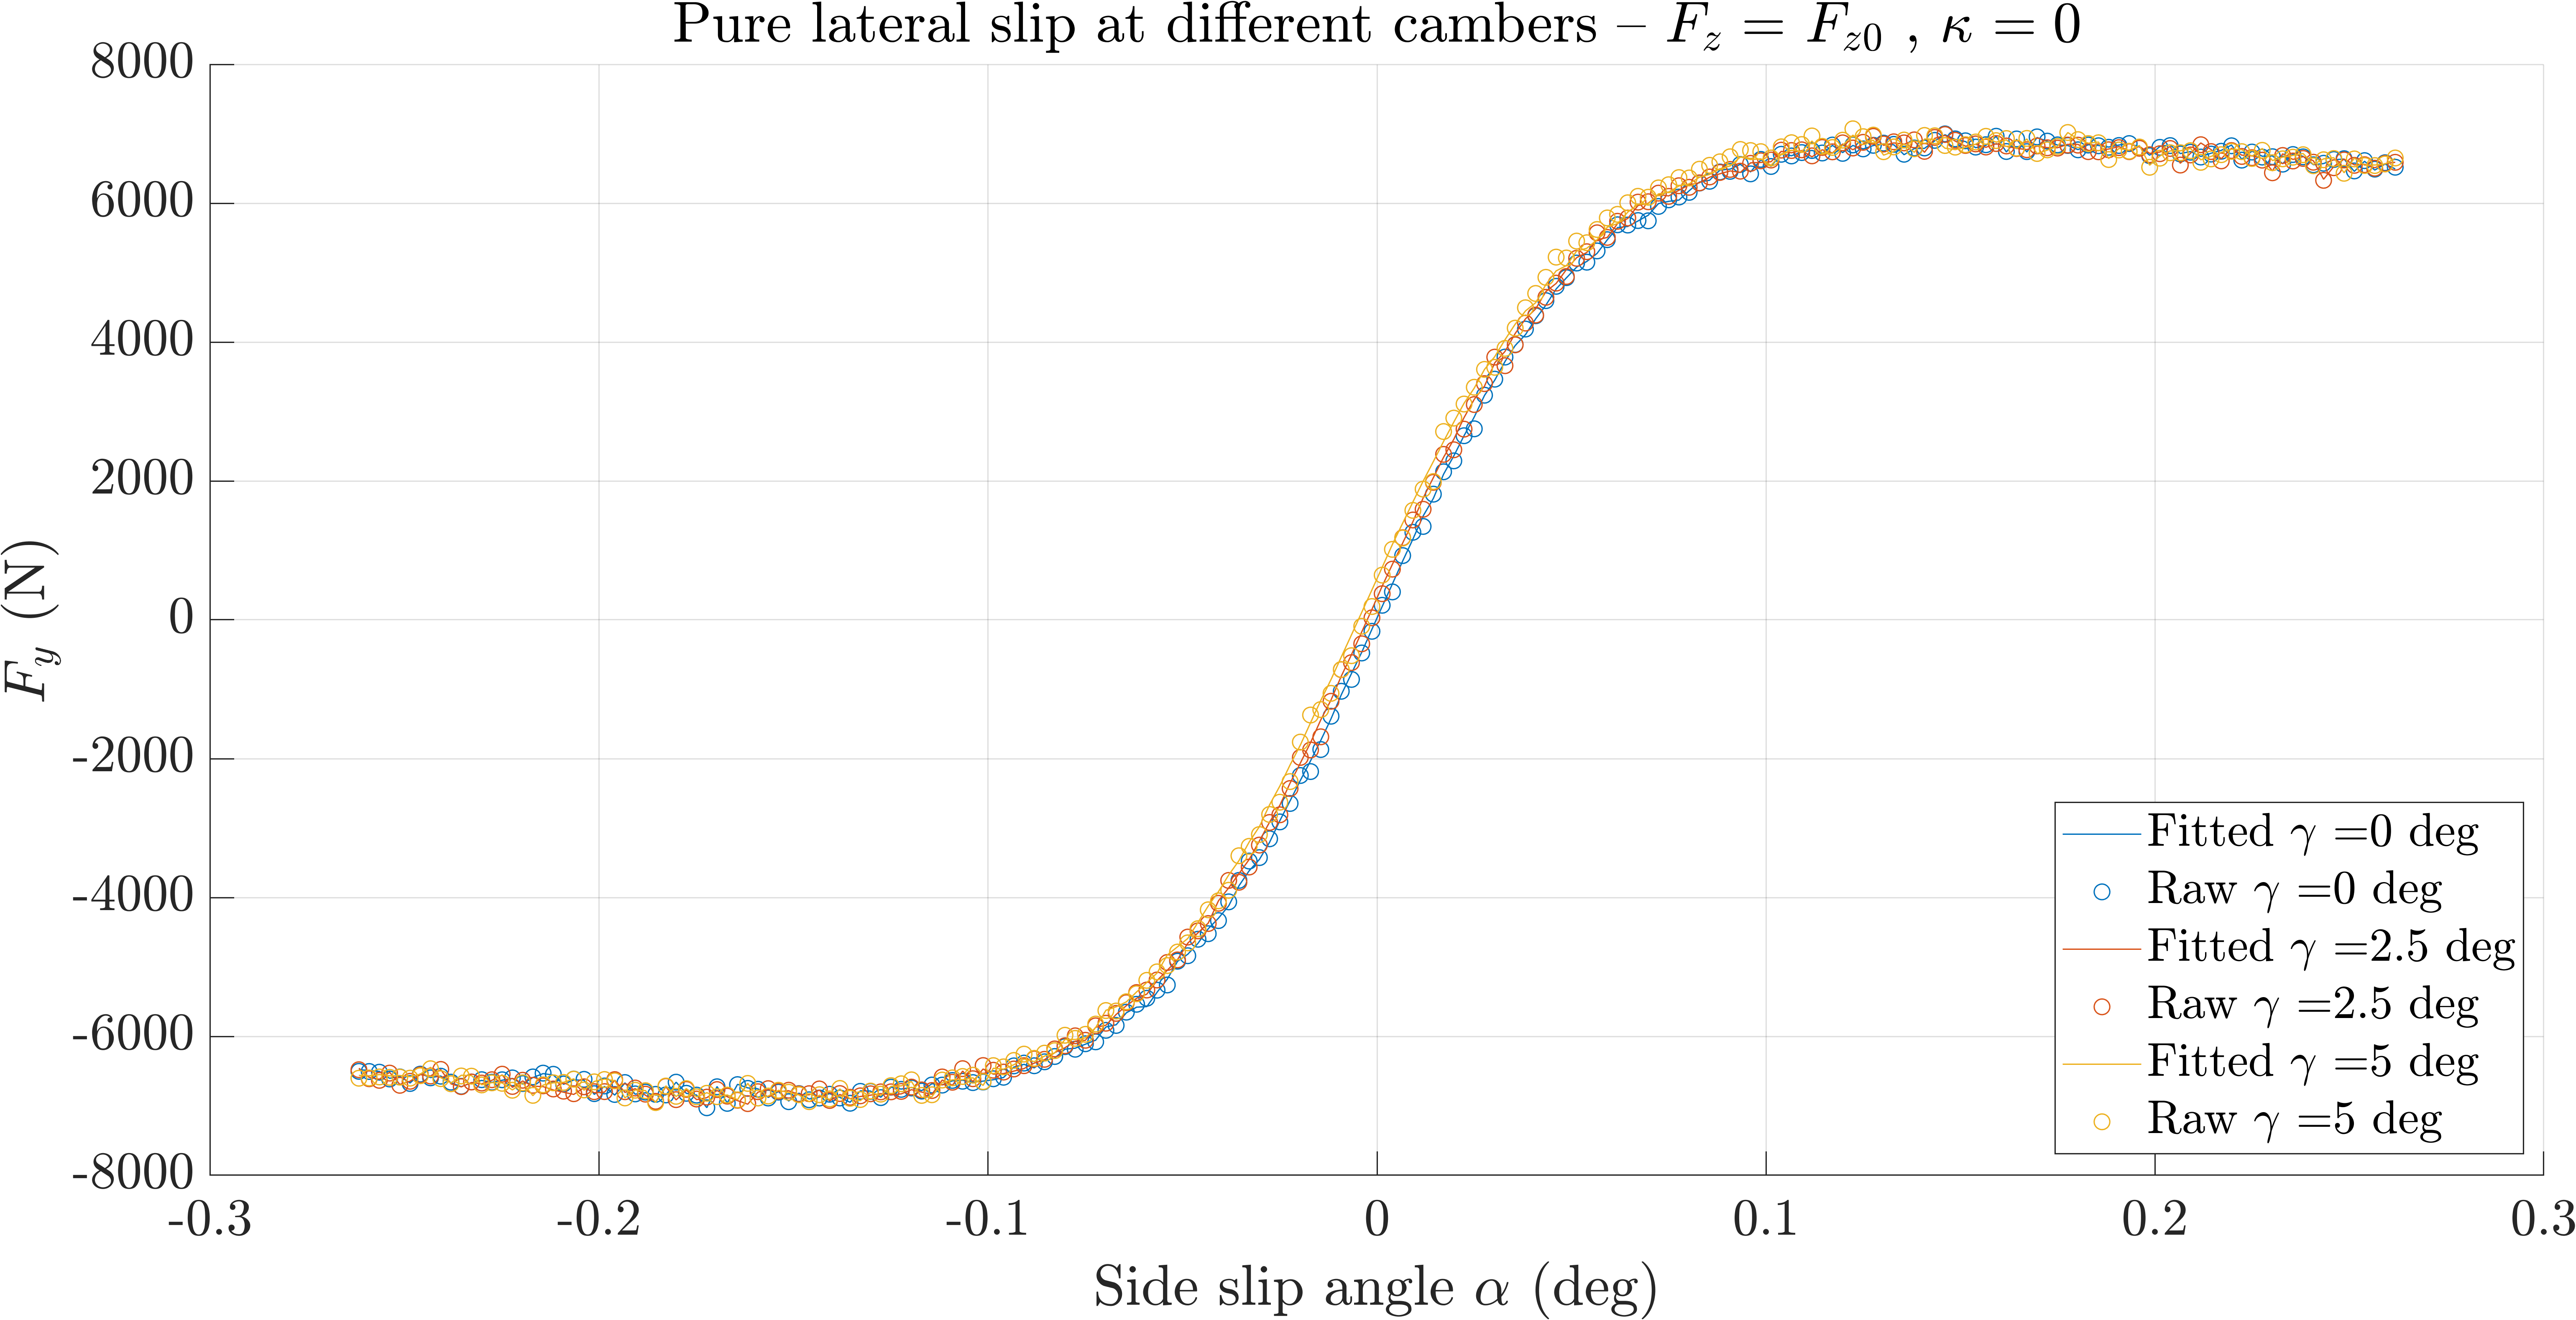 Pure lateral slip at different cambers – F_z = F_{z0} , κ = 0
8000
6000
4000
2000
0
-2000
-4000
-6000
-8000
F_y (N)
-0.3 -0.2 -0.1 0 0.1 0.2 0.3
Side slip angle α (deg)
Fitted γ =0 deg
Raw γ =0 deg
Fitted γ =2.5 deg
Raw γ =2.5 deg
Fitted γ =5 deg
Raw γ =5 deg